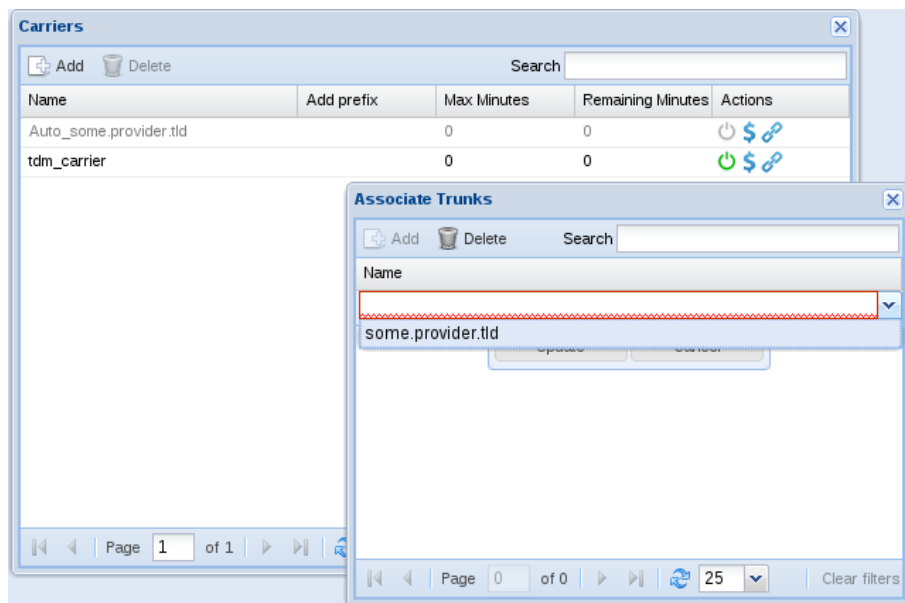 Carriers
Add Delete Search
Name Add prefix Max Minutes Remaining Minutes Actions
Auto_some.provider.tld 0 0
tdm_carrier 0 0
Associate Trunks
Add Delete Search
Name
some.provider.tld
Update Cancel
Page 1 of 1
Page 0 of 0 25 Clear filters